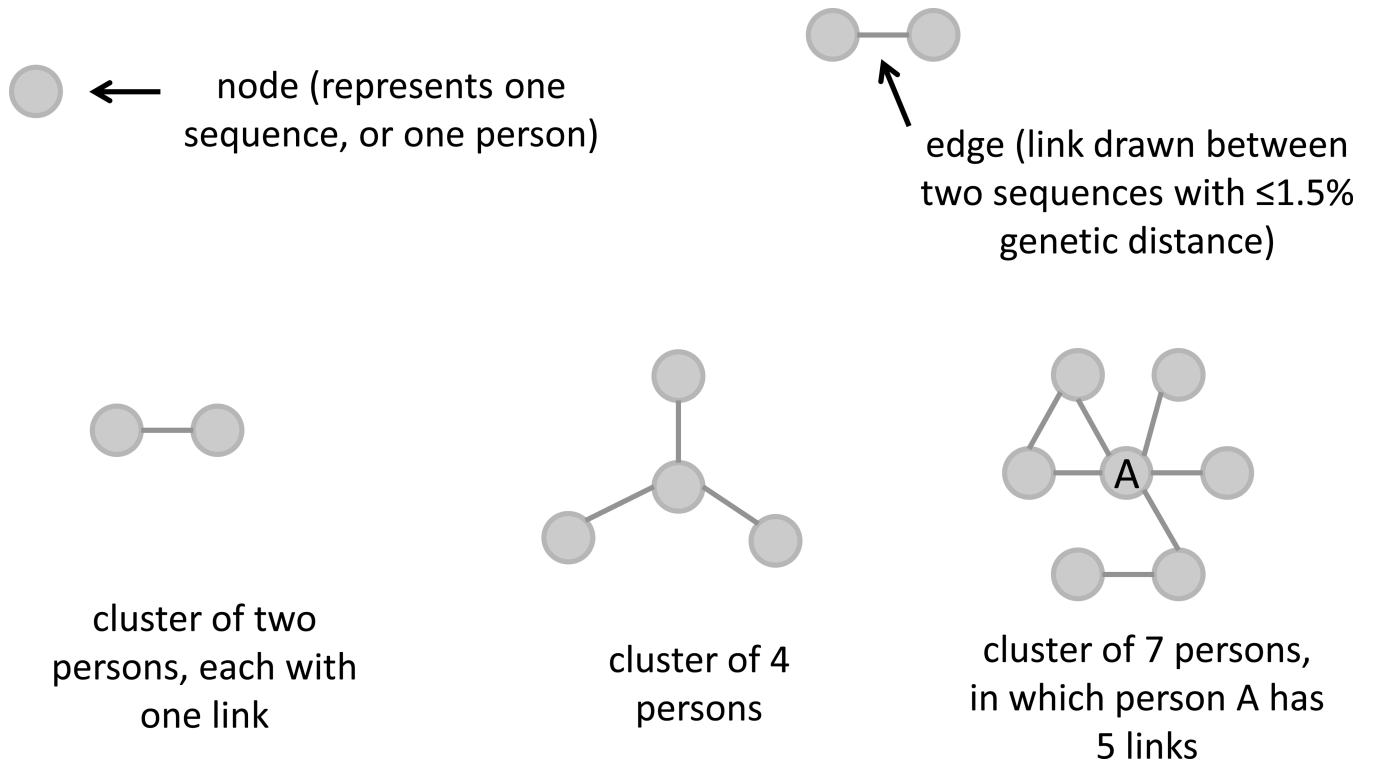 node (represents one
sequence, or one person)
edge (link drawn between
two sequences with ≤1.5%
genetic distance)
A
cluster of two
persons, each with
one link
cluster of 4
persons
cluster of 7 persons,
in which person A has
5 links